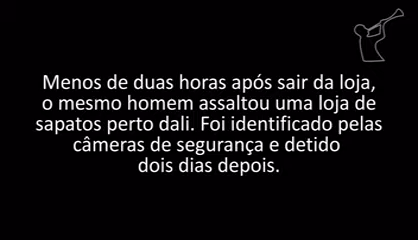 Menos de duas horas após sair da loja,
o mesmo homem assaltou uma loja de
sapatos perto dali. Foi identificado pelas
câmeras de segurança e detido
dois dias depois.